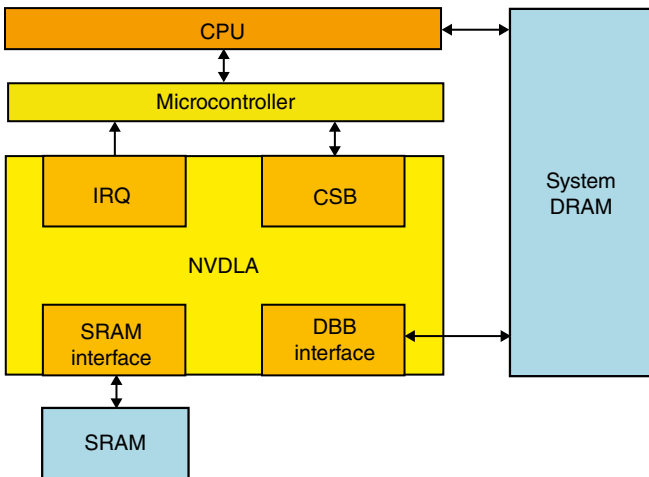 CPU
Microcontroller
IRQ
CSB
System
DRAM
NVDLA
SRAM
interface
DBB
interface
SRAM